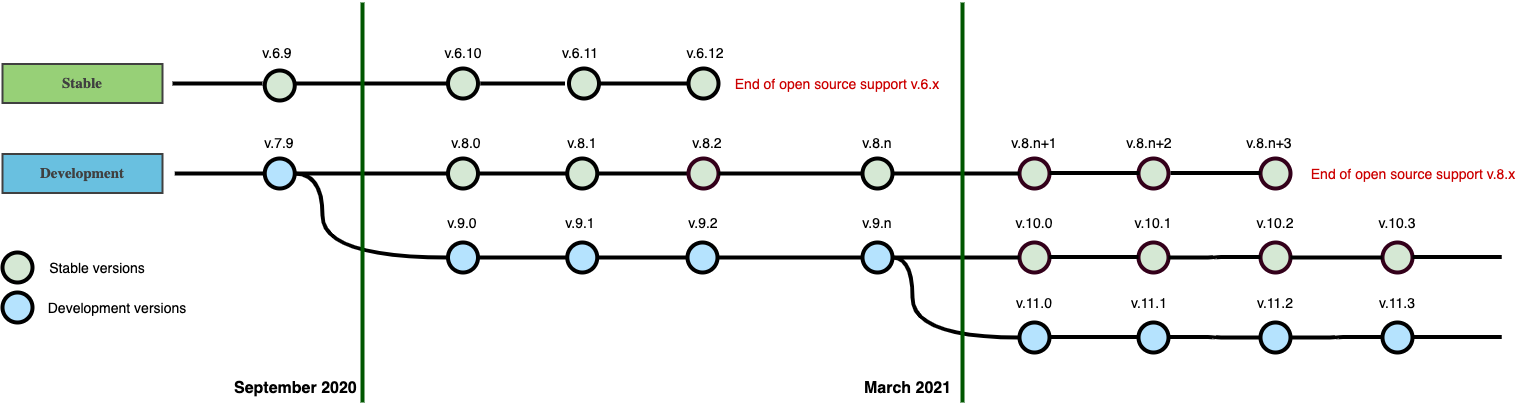 v.6.9
v.6.10
v.6.11
v.6.12
Stable
End of open source support v.6.x
v.7.9
v.8.0
v.8.1
v.8.2
v.8.n
v.8.n+1
v.8.n+2
v.8.n+3
Development
End of open source support v.8.x
v.9.0
v.9.1
v.9.2
v.9.n
v.10.0
v.10.1
v.10.2
v.10.3
Stable versions
Development versions
v.11.0
v.11.1
v.11.2
v.11.3
September 2020
March 2021